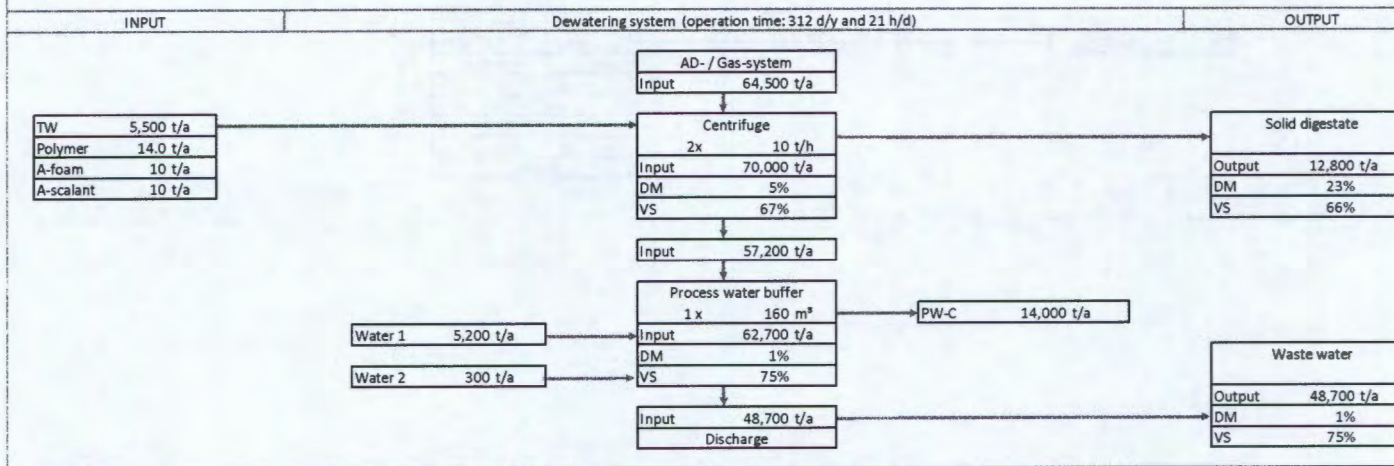 INPUT
Dewatering system (operation time: 312 d/y and 21 h/d)
OUTPUT
AD- / Gas-system
Input 64,500 t/a
TW 5,500 t/a
Polymer 14.0 t/a
A-foam 10 t/a
A-scalant 10 t/a
Centrifuge
2x 10 t/h
Input 70,000 t/a
DM 5%
VS 67%
Solid digestate
Output 12,800 t/a
DM 23%
VS 66%
Input 57,200 t/a
Process water buffer
1 x 160 m³
Input 62,700 t/a
DM 1%
VS 75%
Water 1 5,200 t/a
Water 2 300 t/a
PW-C 14,000 t/a
Input 48,700 t/a
Discharge
Waste water
Output 48,700 t/a
DM 1%
VS 75%